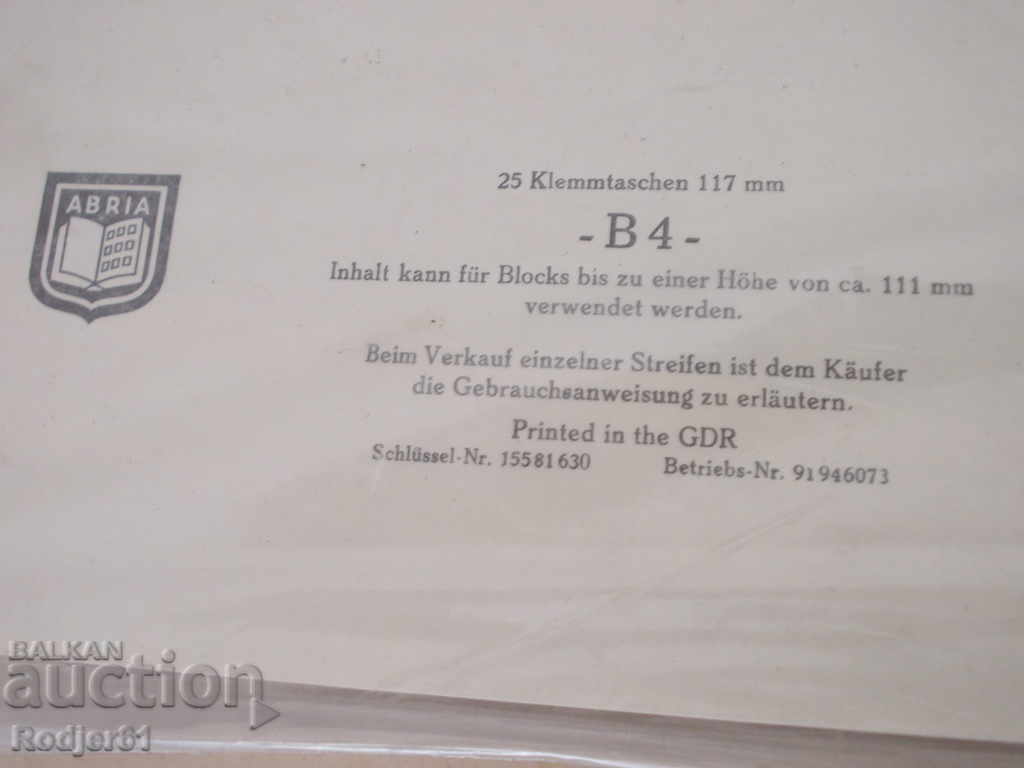 ABRIA
25 Klemmtaschen 117 mm
- B 4 -
Inhalt kann für Blocks bis zu einer Höhe von ca. 111 mm
verwendet werden.
Beim Verkauf einzelner Streifen ist dem Käufer
die Gebrauchsanweisung zu erläutern.
Printed in the GDR
Schlüssel-Nr. 15581630 Betriebs-Nr. 91946073
BALKAN
auction
Rodjer61